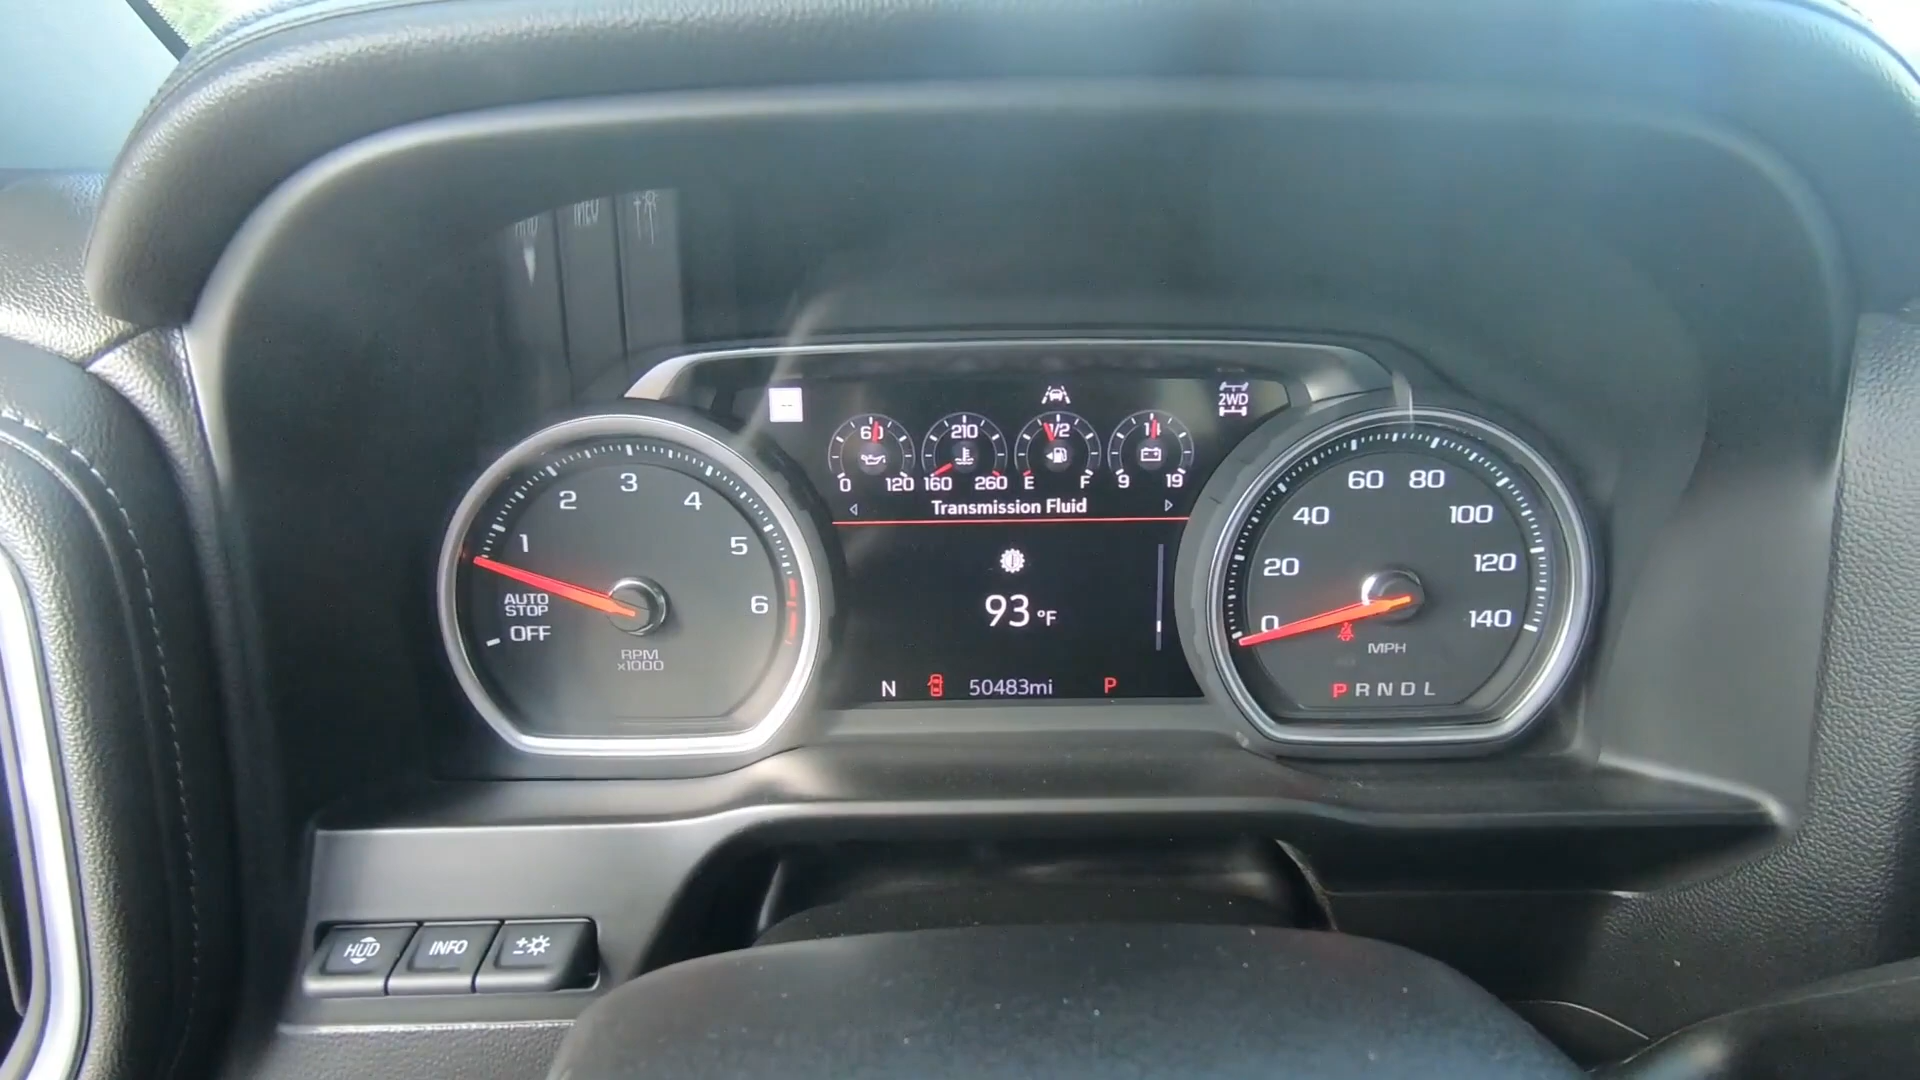 2WD
60
0 120
210
160 260
1/2
E F
14
9 19
Transmission Fluid
93 °F
N 50483mi P
1
2
3
4
5
6
AUTO
STOP
OFF
RPM
x1000
0
20
40
60
80
100
120
140
MPH
P R N D L
HUD INFO +-